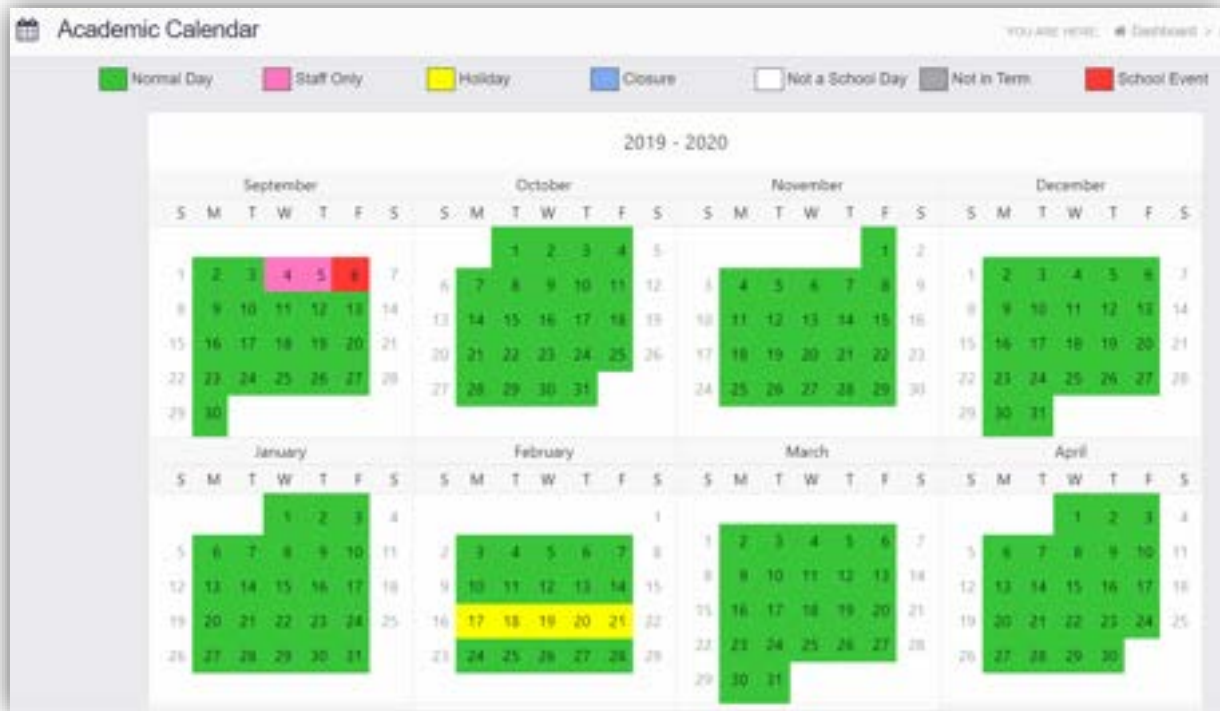 Academic Calendar
YOU ARE HERE: Dashboard >
Normal Day Staff Only Holiday Closure Not a School Day Not in Term School Event
2019 - 2020
September October November December
S M T W T F S S M T W T F S S M T W T F S S M T W T F S
1 2 3 4 5 1 2
1 2 3 4 5 6 7 6 7 8 9 10 11 12 3 4 5 6 7 8 9 1 2 3 4 5 6 7
8 9 10 11 12 13 14 13 14 15 16 17 18 19 10 11 12 13 14 15 16 8 9 10 11 12 13 14
15 16 17 18 19 20 21 20 21 22 23 24 25 26 17 18 19 20 21 22 23 15 16 17 18 19 20 21
22 23 24 25 26 27 28 27 28 29 30 31 24 25 26 27 28 29 30 22 23 24 25 26 27 28
29 30 29 30 31
January February March April
S M T W T F S S M T W T F S S M T W T F S S M T W T F S
1 2 3 4 1 1 2 3 4
5 6 7 8 9 10 11 2 3 4 5 6 7 8 1 2 3 4 5 6 7 5 6 7 8 9 10 11
12 13 14 15 16 17 18 9 10 11 12 13 14 15 8 9 10 11 12 13 14 12 13 14 15 16 17 18
19 20 21 22 23 24 25 16 17 18 19 20 21 22 15 16 17 18 19 20 21 19 20 21 22 23 24 25
26 27 28 29 30 31 23 24 25 26 27 28 29 22 23 24 25 26 27 28 26 27 28 29 30
29 30 31